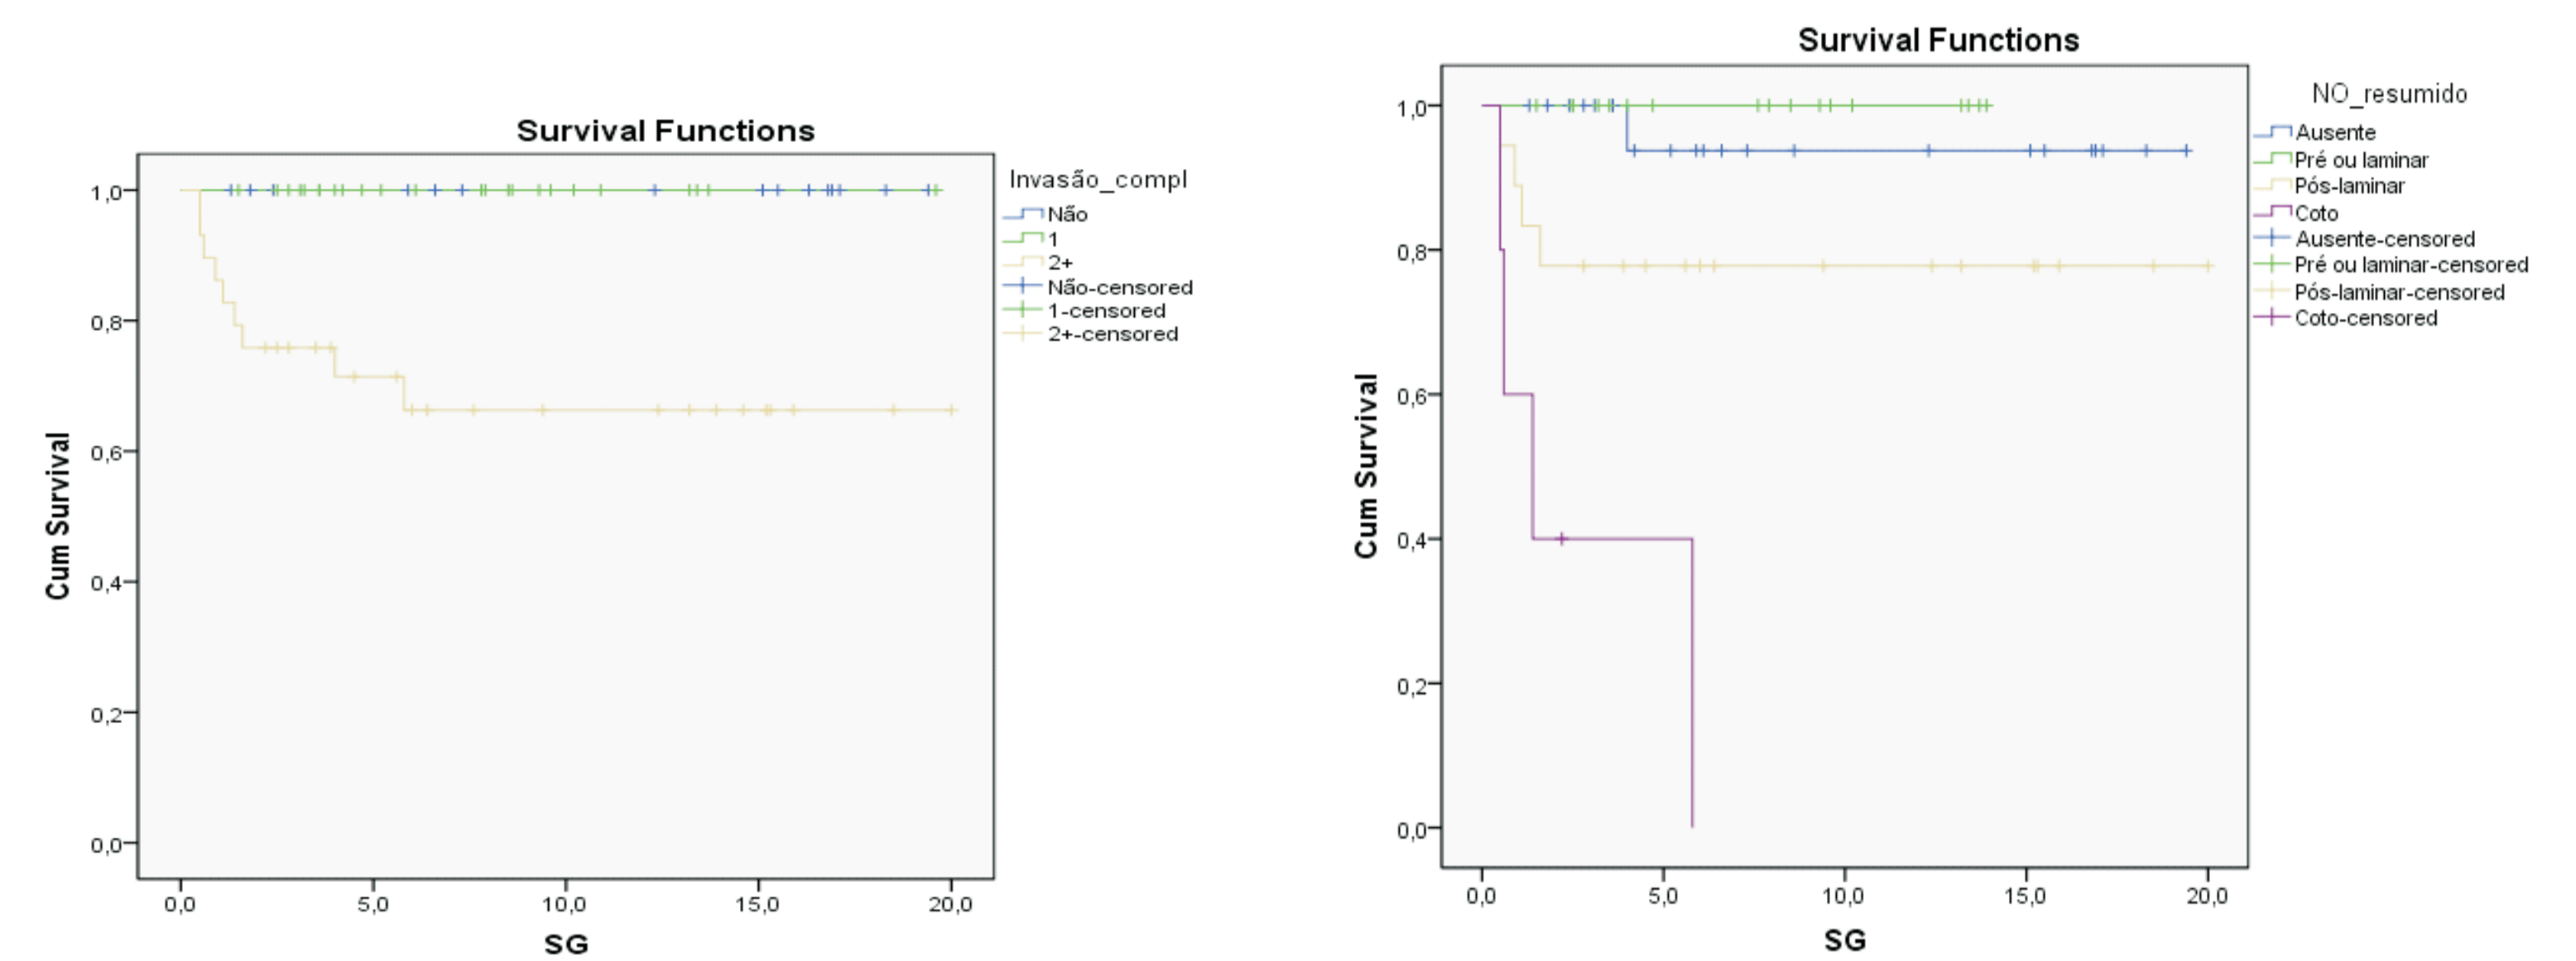 Survival Functions
Cum Survival
1,0
0,8
0,6
0,4
0,2
0,0
0,0 5,0 10,0 15,0 20,0
SG
Invasão_compl
Não
1
2+
Não-censored
1-censored
2+-censored
Survival Functions
Cum Survival
1,0
0,8
0,6
0,4
0,2
0,0
0,0 5,0 10,0 15,0 20,0
SG
NO_resumido
Ausente
Pré ou laminar
Pós-laminar
Coto
Ausente-censored
Pré ou laminar-censored
Pós-laminar-censored
Coto-censored